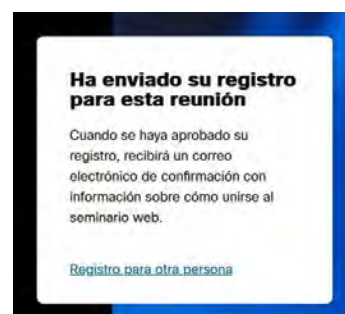 Ha enviado su registro
para esta reunión
Cuando se haya aprobado su
registro, recibirá un correo
electrónico de confirmación con
información sobre cómo unirse al
seminario web.
Registro para otra persona